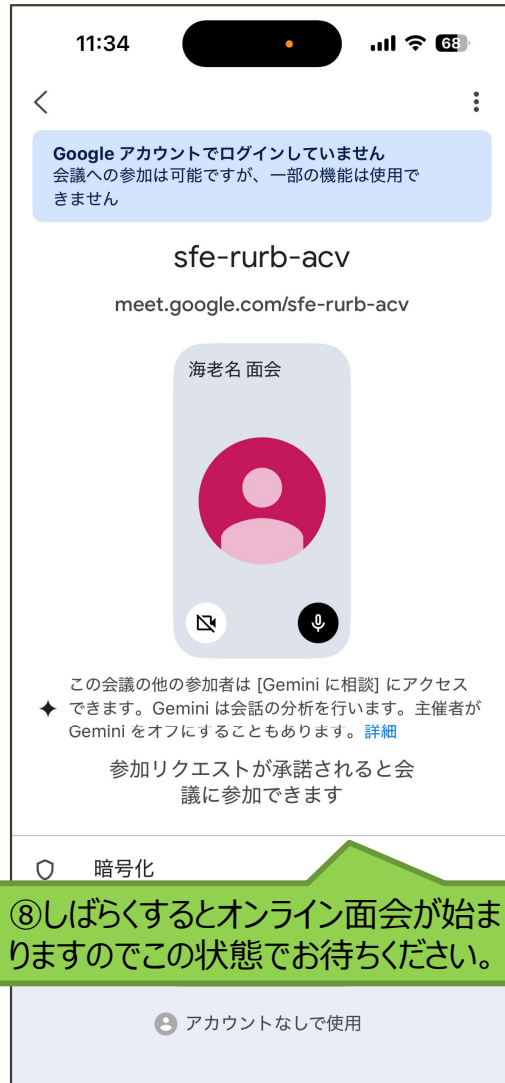 11:34
68
Google アカウントでログインしていません
会議への参加は可能ですが、一部の機能は使用で
きません
sfe-rurb-acv
meet.google.com/sfe-rurb-acv
海老名 面会
この会議の他の参加者は [Gemini に相談] にアクセス
できます。Gemini は会話の分析を行います。主催者が
Gemini をオフにすることもあります。詳細
参加リクエストが承諾されると会
議に参加できます
暗号化
⑧しばらくするとオンライン面会が始ま
りますのでこの状態でお待ちください。
アカウントなしで使用